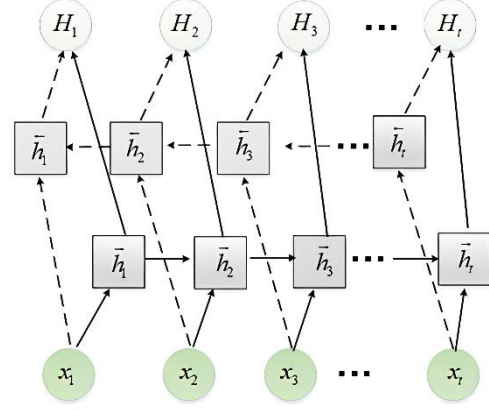 H₁ H₂ H₃ ··· Hₜ
h̄₁ h̄₂ h̄₃ ··· h̄ₜ
h̄₁ h̄₂ h̄₃ ··· h̄ₜ
x₁ x₂ x₃ ··· xₜ